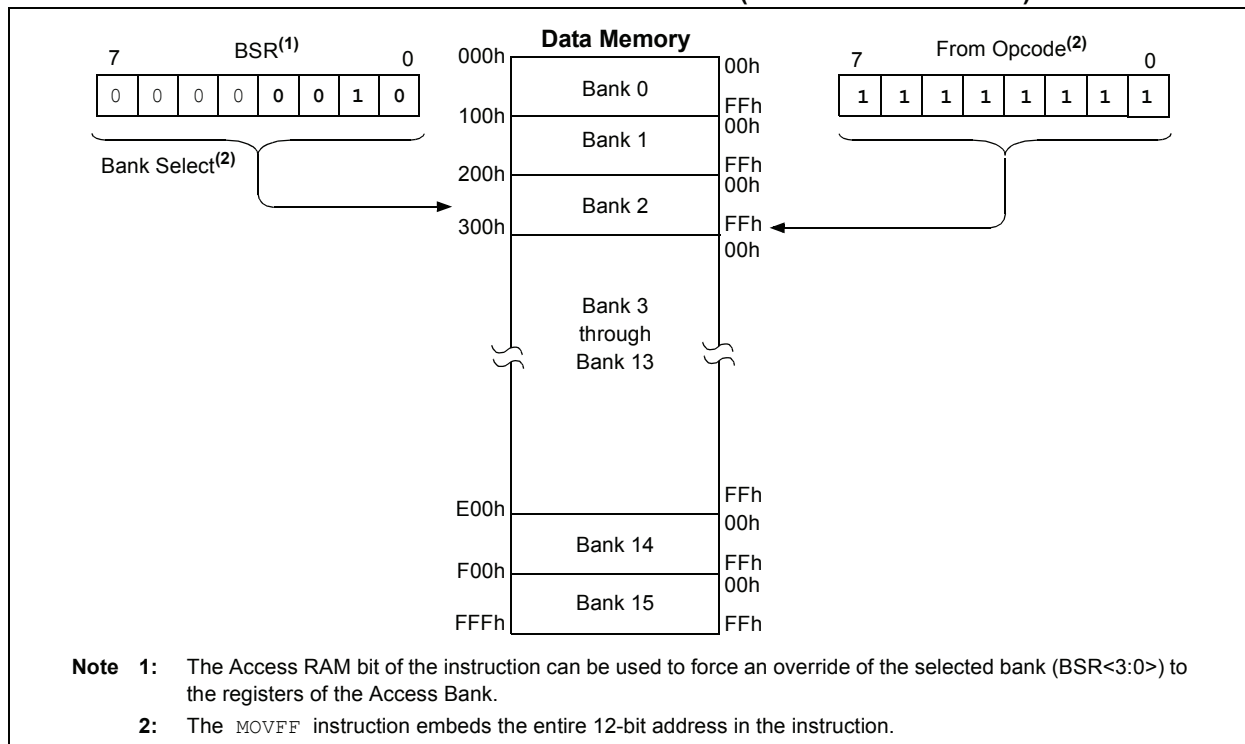 7 BSR(1) 0
0 0 0 0 0 0 1 0
Bank Select(2)
Data Memory
000h
Bank 0
00h
FFh
100h
Bank 1
00h
FFh
200h
Bank 2
00h
FFh
300h
Bank 3
through
Bank 13
00h
FFh
E00h
Bank 14
00h
FFh
F00h
Bank 15
00h
FFFh
FFh
7 From Opcode(2) 0
1 1 1 1 1 1 1 1
Note 1: The Access RAM bit of the instruction can be used to force an override of the selected bank (BSR<3:0>) to
the registers of the Access Bank.
2: The MOVFF instruction embeds the entire 12-bit address in the instruction.